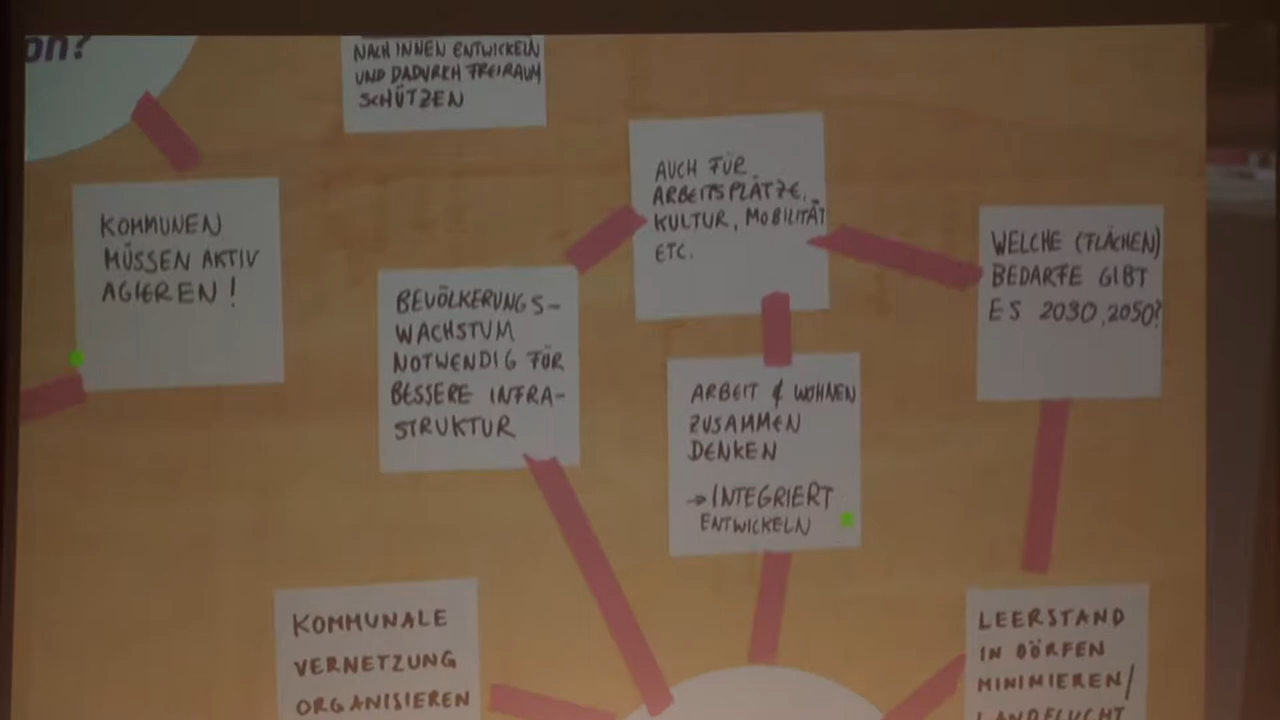 on?
NACH INNEN ENTWICKELN
UND DADURCH FREIRAUM
SCHÜTZEN
KOMMUNEN
MÜSSEN AKTIV
AGIEREN!
BEVÖLKERUNGS-
WACHSTUM
NOTWENDIG FÜR
BESSERE INFRA-
STRUKTUR
AUCH FÜR
ARBEITSPLÄTZE,
KULTUR, MOBILITÄT
ETC.
WELCHE (FLÄCHEN)
BEDARFE GIBT
ES 2030, 2050?
ARBEIT & WOHNEN
ZUSAMMEN
DENKEN
→ INTEGRIERT
ENTWICKELN
KOMMUNALE
VERNETZUNG
ORGANISIEREN
LEERSTAND
IN DÖRFEN
MINIMIEREN/
LANDFLUCHT